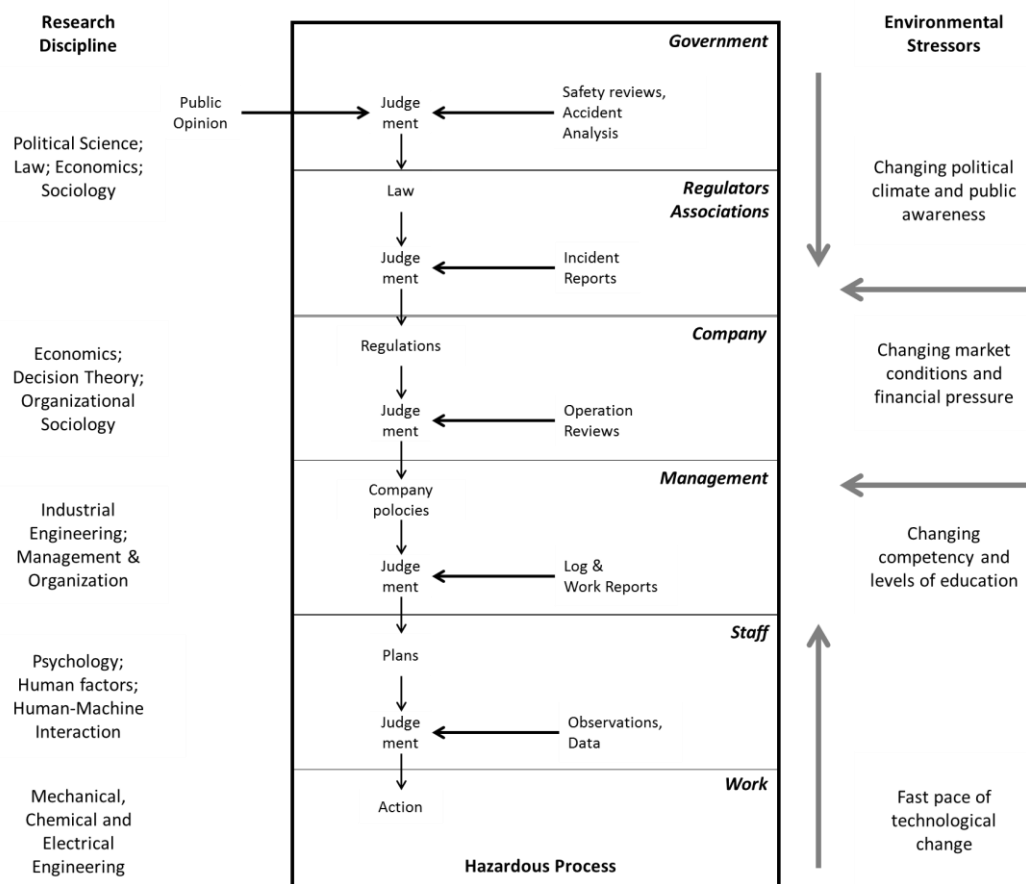 Research
Discipline
Environmental
Stressors
Government
Public
Opinion
Judge
ment
Safety reviews,
Accident
Analysis
Political Science;
Law; Economics;
Sociology
Changing political
climate and public
awareness
Regulators
Associations
Law
Judge
ment
Incident
Reports
Company
Regulations
Economics;
Decision Theory;
Organizational
Sociology
Changing market
conditions and
financial pressure
Judge
ment
Operation
Reviews
Management
Company
polocies
Industrial
Engineering;
Management &
Organization
Changing
competency and
levels of education
Judge
ment
Log &
Work Reports
Staff
Plans
Psychology;
Human factors;
Human-Machine
Interaction
Judge
ment
Observations,
Data
Work
Action
Mechanical,
Chemical and
Electrical
Engineering
Fast pace of
technological
change
Hazardous Process